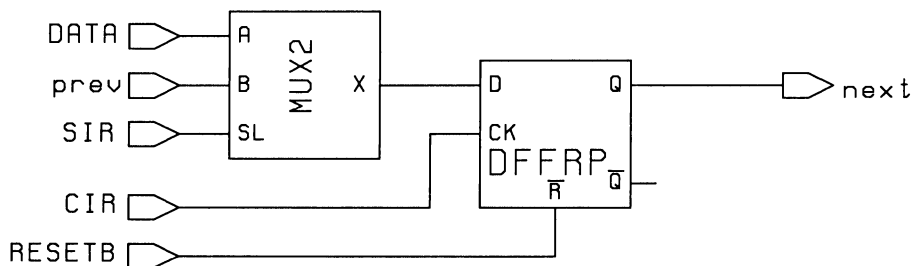 DATA
A
MUX2
prev
B
X
D
Q
next
SIR
SL
CK
DFFRP
Q̅
R̅
CIR
RESETB